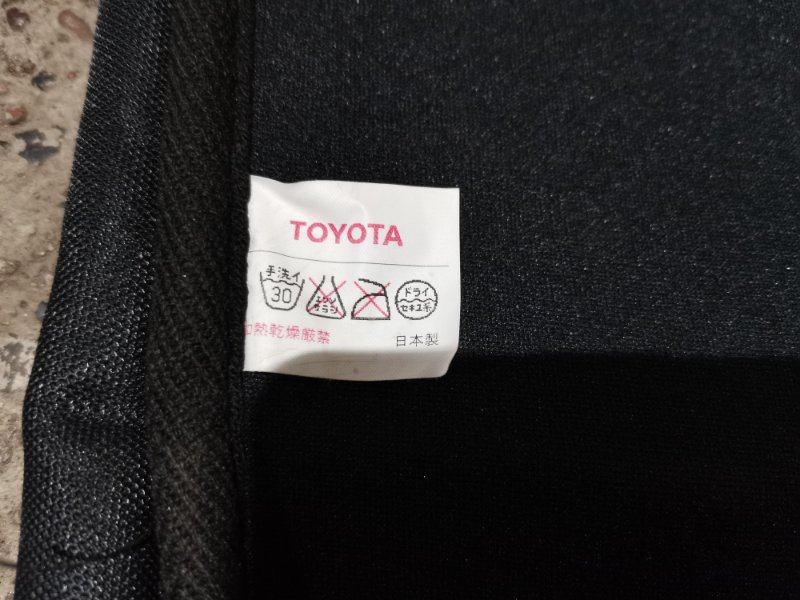 TOYOTA
手洗イ
30
エンソ
サラシ
ドライ
セキユ系
加熱乾燥厳禁
日本製